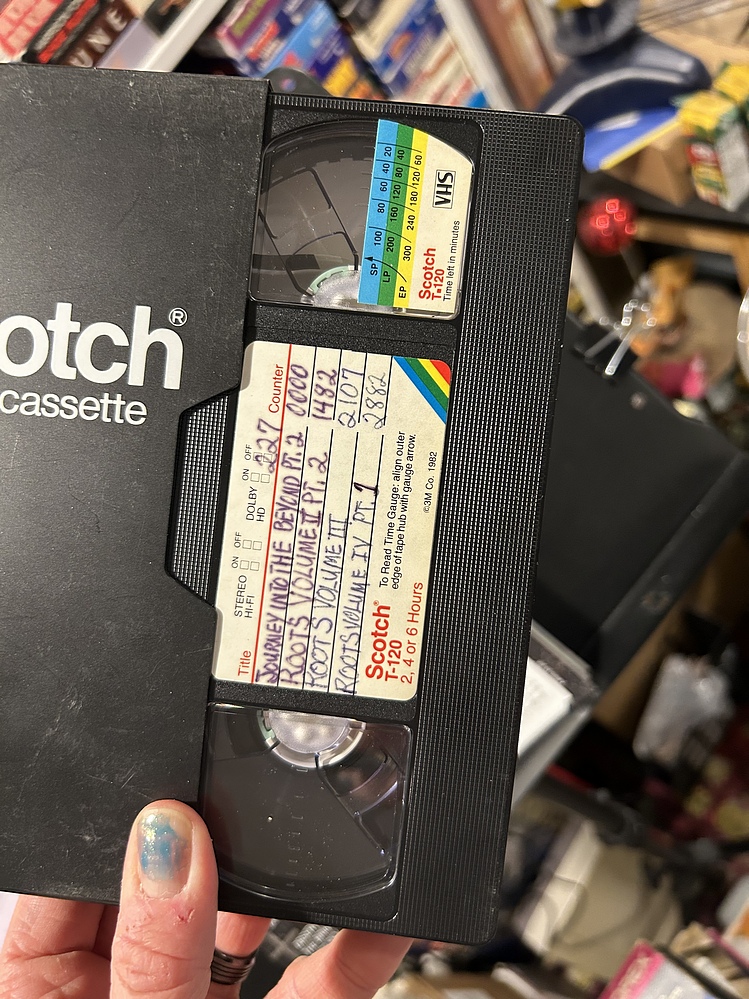 otch®
cassette
SP 100 80 60 40 20
LP 200 160 120 80 40
EP 300 240 180 120 60
VHS
Scotch
T-120
Time left in minutes
STEREO ON OFF
HI-FI
DOLBY ON OFF
HD
Title
Counter
227
JOURNEY INTO THE BEYOND PT. 2 0000
ROOTS VOLUME II PT. 2 1482
ROOTS VOLUME III 2107
ROOTS VOLUME IV PT. 1 2882
Scotch®
T-120
2, 4 or 6 Hours
To Read Time Gauge: align outer
edge of tape hub with gauge arrow.
©3M Co. 1982